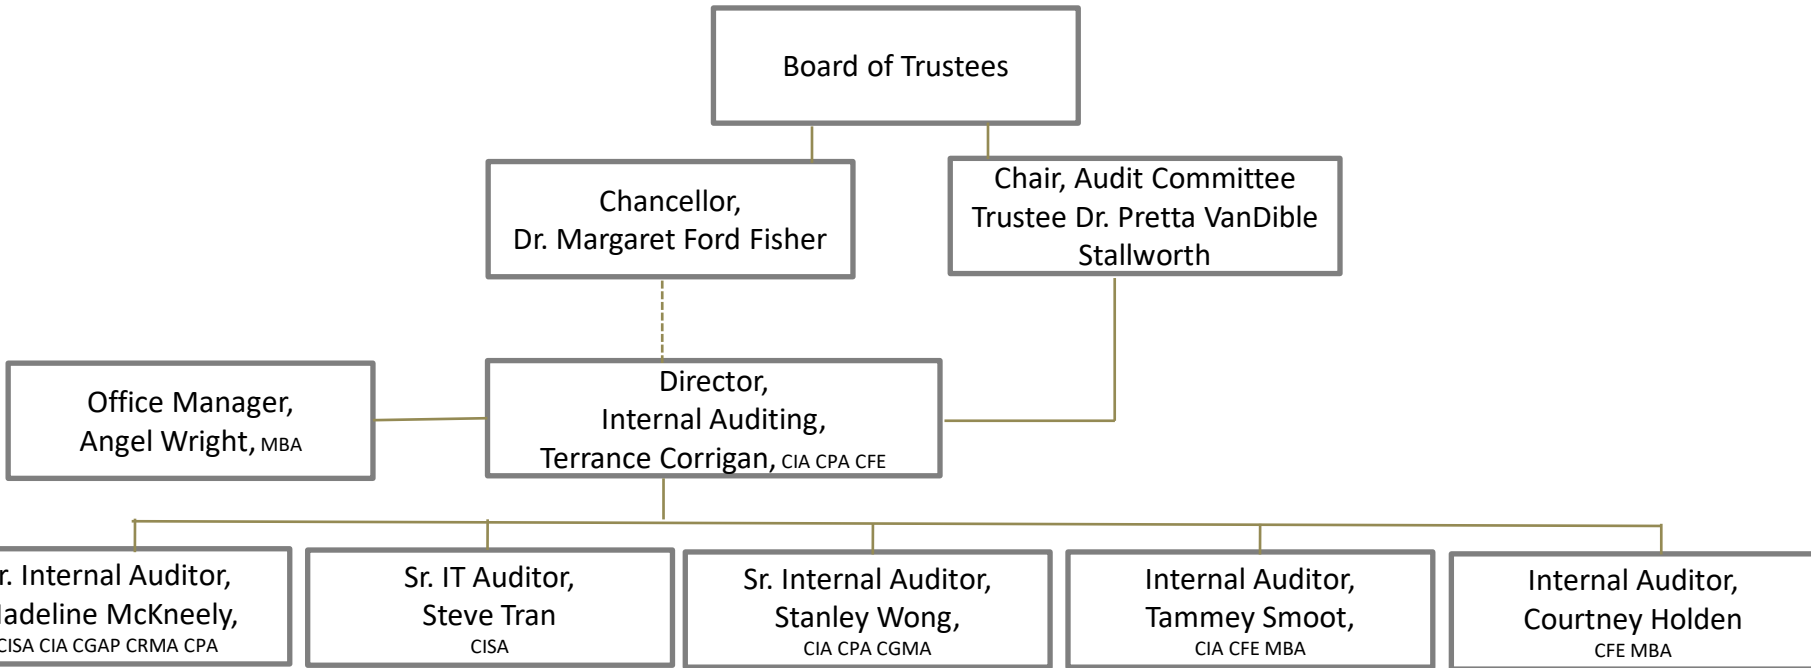 Board of Trustees
Chancellor,
Dr. Margaret Ford Fisher
Chair, Audit Committee
Trustee Dr. Pretta VanDible
Stallworth
Office Manager,
Angel Wright, MBA
Director,
Internal Auditing,
Terrance Corrigan, CIA CPA CFE
r. Internal Auditor,
adeline McKneely,
CISA CIA CGAP CRMA CPA
Sr. IT Auditor,
Steve Tran
CISA
Sr. Internal Auditor,
Stanley Wong,
CIA CPA CGMA
Internal Auditor,
Tammey Smoot,
CIA CFE MBA
Internal Auditor,
Courtney Holden
CFE MBA